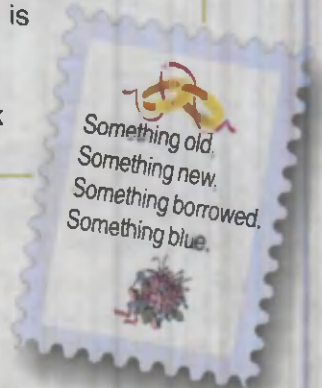 is
Something old.
Something new.
Something borrowed.
Something blue.